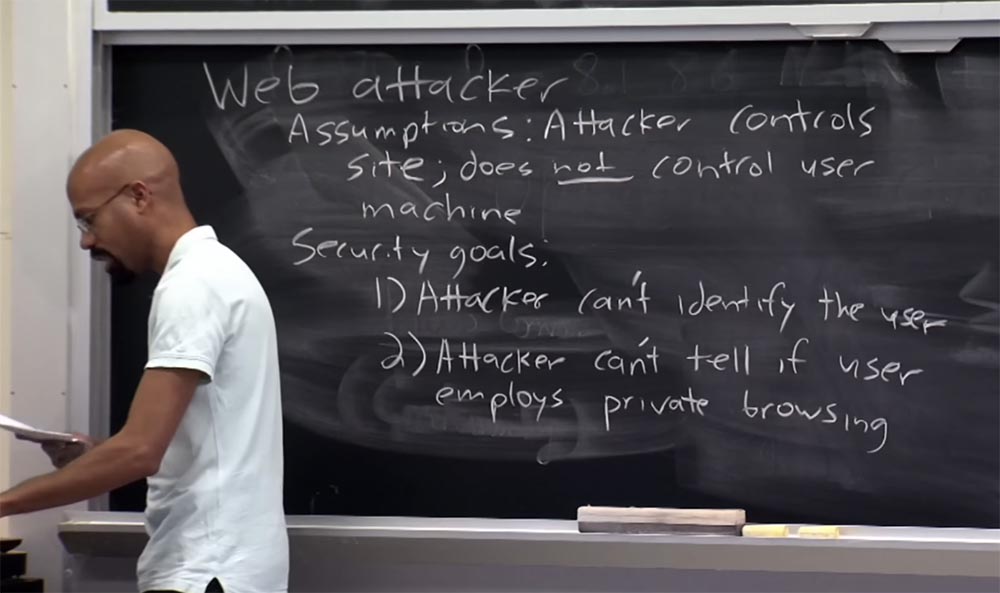 Web attacker
Assumptions: Attacker controls
site; does not control user
machine
Security goals:
1) Attacker can't identify the user
2) Attacker can't tell if user
employs private browsing